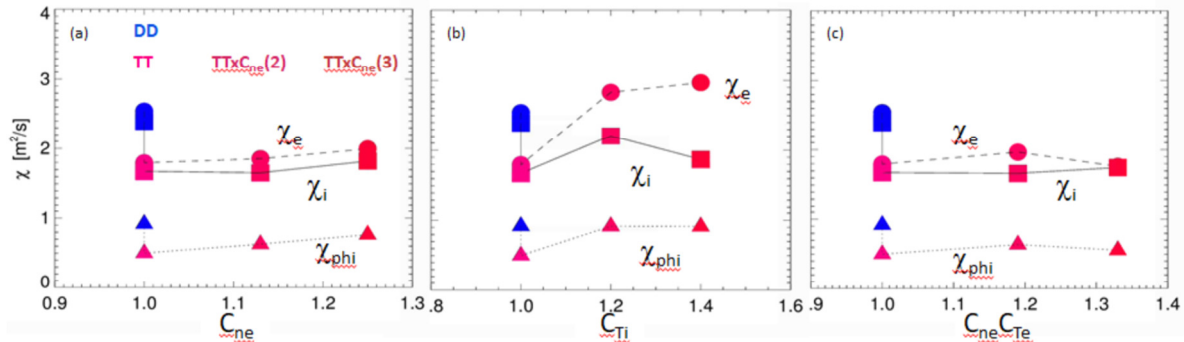 (a) DD
TT TTxCne(2) TTxCne(3)
χe
χi
χphi
χ [m²/s]
4
3
2
1
0
0.9 1.0 1.1 1.2 1.3
Cne
(b)
χe
χi
χphi
0.8 1.0 1.2 1.4 1.6
CTi
(c)
χe
χi
χphi
.9 1.0 1.1 1.2 1.3 1.4
CneCTe